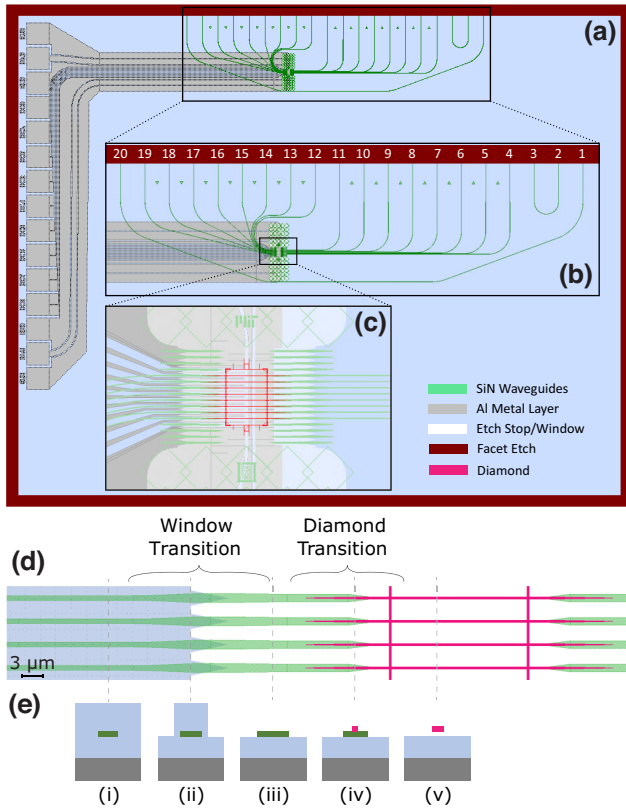 (a)
20 19 18 17 16 15 14 13 12 11 10 9 8 7 6 5 4 3 2 1
(b)
(c)
SiN Waveguides
Al Metal Layer
Etch Stop/Window
Facet Etch
Diamond
Window
Transition
Diamond
Transition
(d)
3 μm
(e)
(i) (ii) (iii) (iv) (v)